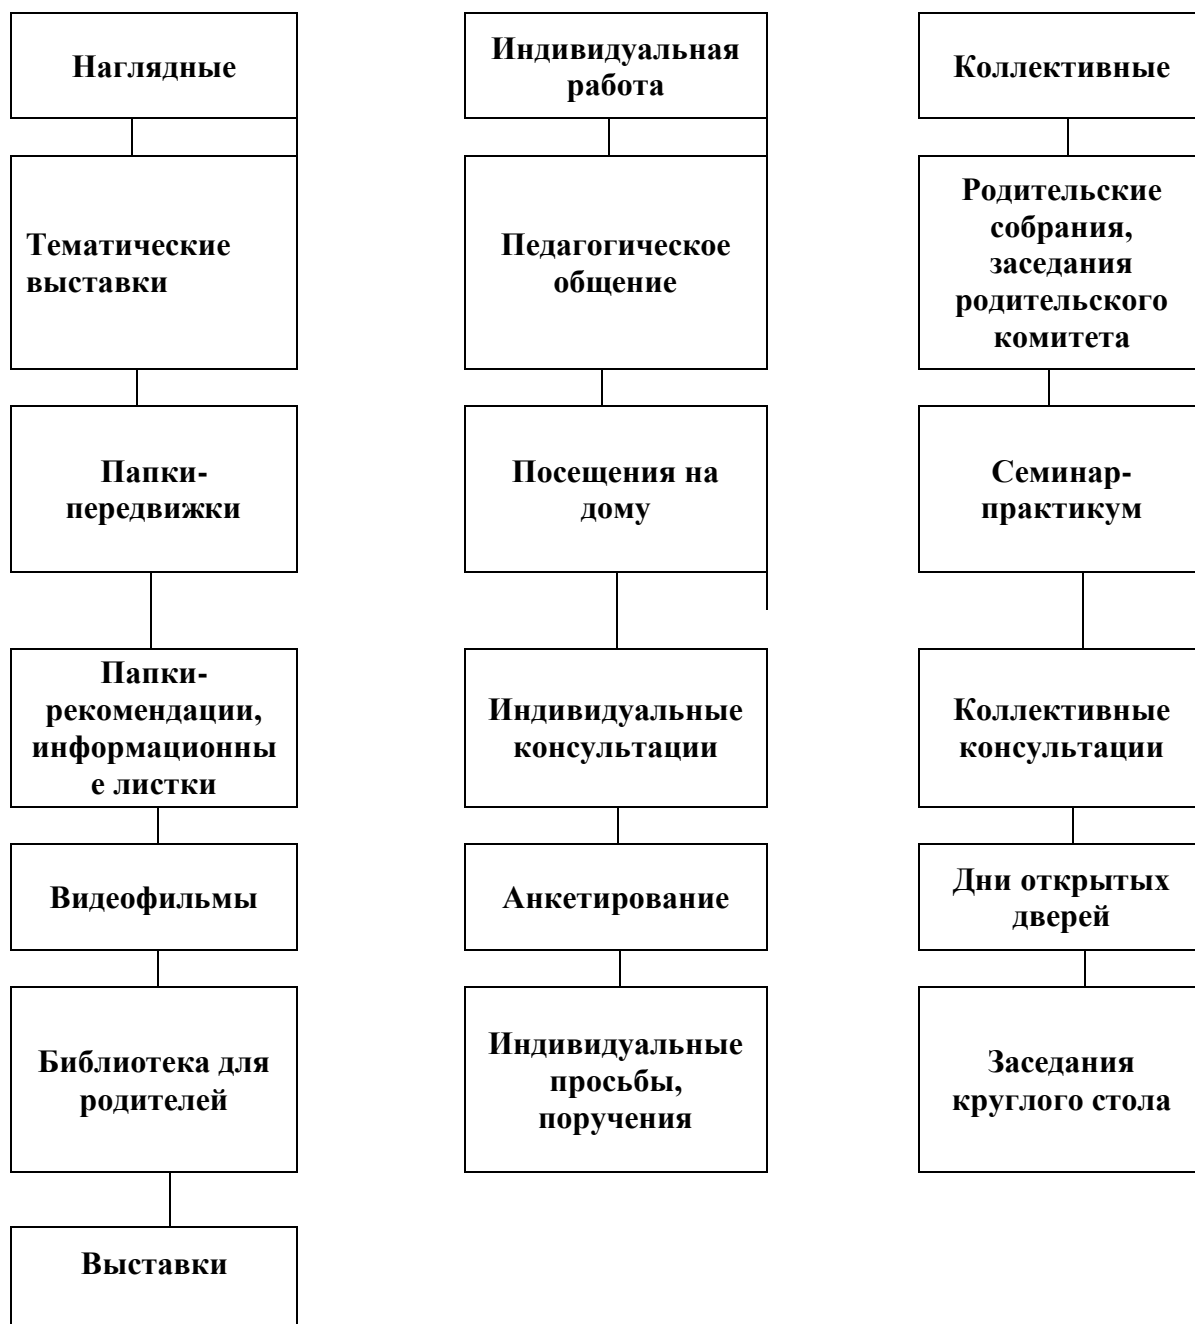 Наглядные
Индивидуальная
работа
Коллективные
Тематические
выставки
Педагогическое
общение
Родительские
собрания,
заседания
родительского
комитета
Папки-
передвижки
Посещения на
дому
Семинар-
практикум
Папки-
рекомендации,
информационны
е листки
Индивидуальные
консультации
Коллективные
консультации
Видеофильмы
Анкетирование
Дни открытых
дверей
Библиотека для
родителей
Индивидуальные
просьбы,
поручения
Заседания
круглого стола
Выставки